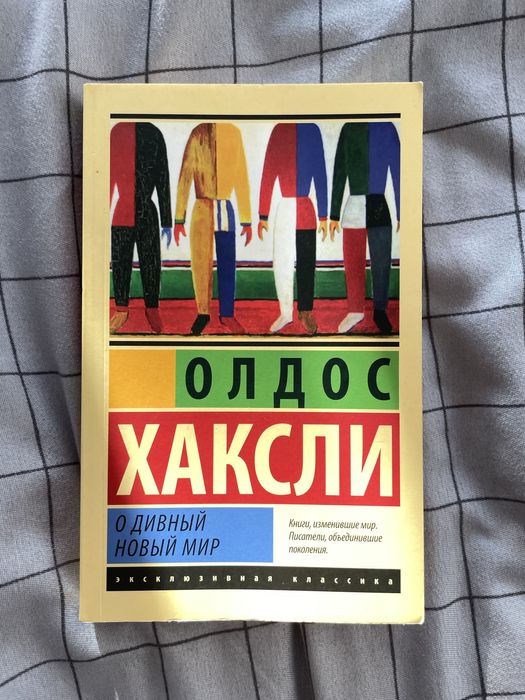 ОЛДОС
ХАКСЛИ
О ДИВНЫЙ
НОВЫЙ МИР
Книги, изменившие мир.
Писатели, объединившие
поколения.
эксклюзивная классика